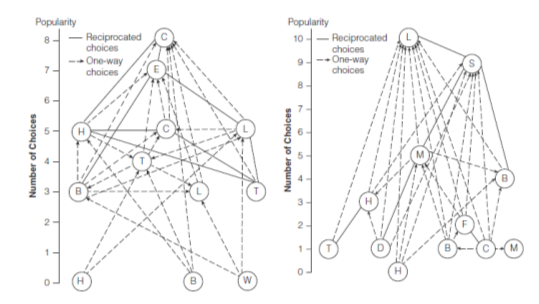 Popularity
8
Reciprocated
choices
One-way
choices
7
6
5
4
3
2
1
0
Number of Choices
C
E
H
C
L
T
B
L
T
H
B
W
Popularity
10
Reciprocated
choices
One-way
choices
9
8
7
6
5
4
3
2
1
0
Number of Choices
L
S
M
B
H
F
T
D
B
C
M
H